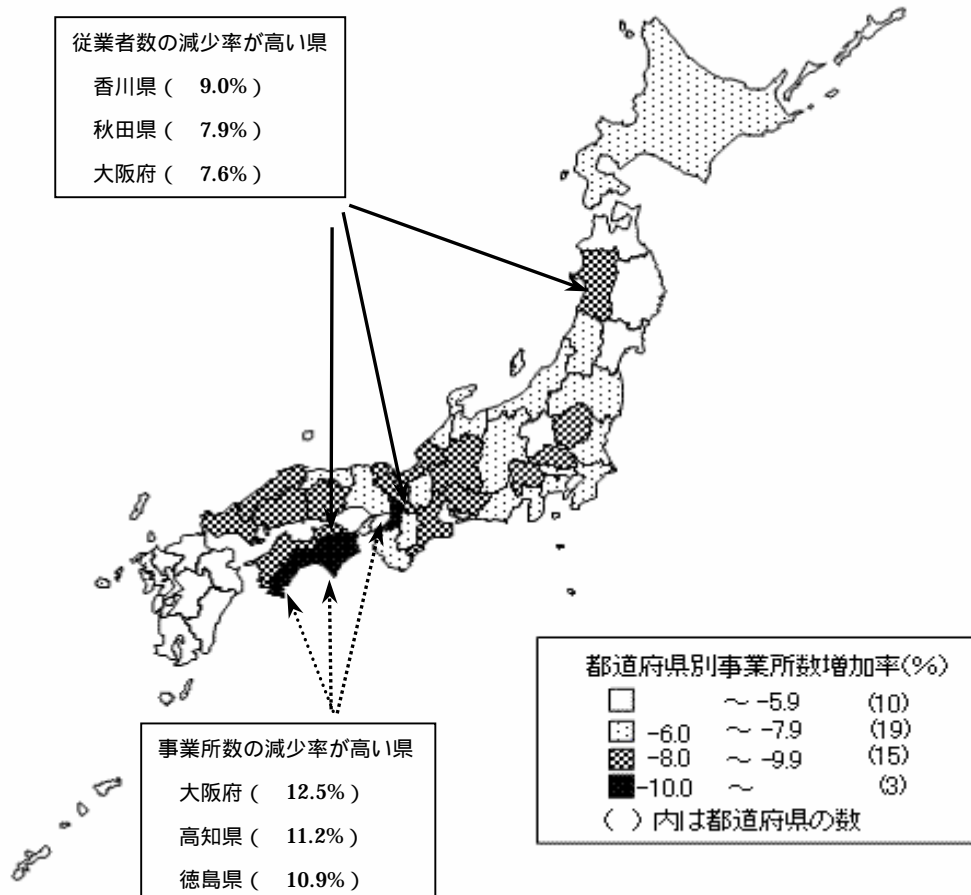 従業者数の減少率が高い県
香川県（　9.0%）
秋田県（　7.9%）
大阪府（　7.6%）
事業所数の減少率が高い県
大阪府（　12.5%）
高知県（　11.2%）
徳島県（　10.9%）
都道府県別事業所数増加率(%)
～ -5.9 (10)
-6.0 ～ -7.9 (19)
-8.0 ～ -9.9 (15)
-10.0 ～ (3)
( ) 内は都道府県の数